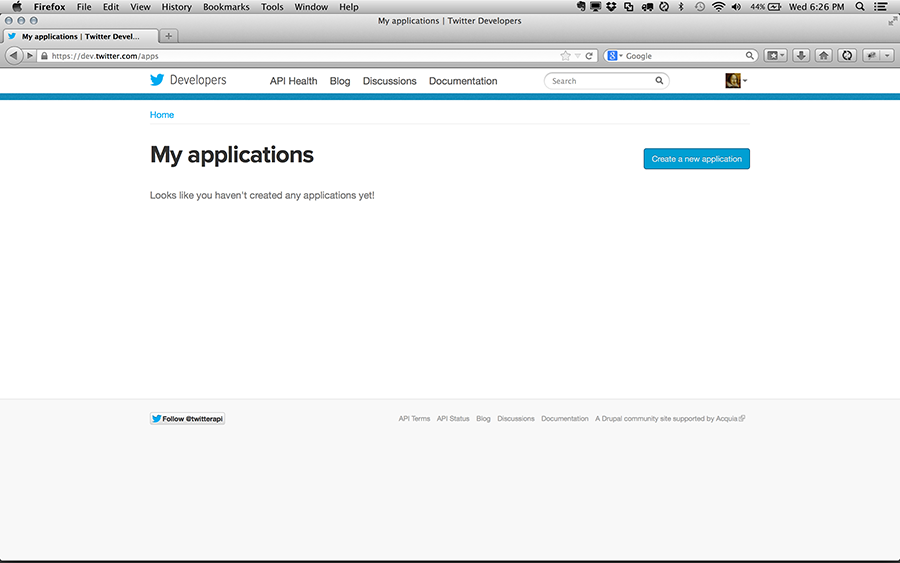 Firefox File Edit View History Bookmarks Tools Window Help 44% Wed 6:26 PM
My applications | Twitter Developers
My applications | Twitter Devel...
https://dev.twitter.com/apps Google
Developers API Health Blog Discussions Documentation Search
Home
My applications Create a new application
Looks like you haven't created any applications yet!
Follow @twitterapi API Terms API Status Blog Discussions Documentation A Drupal community site supported by Acquia